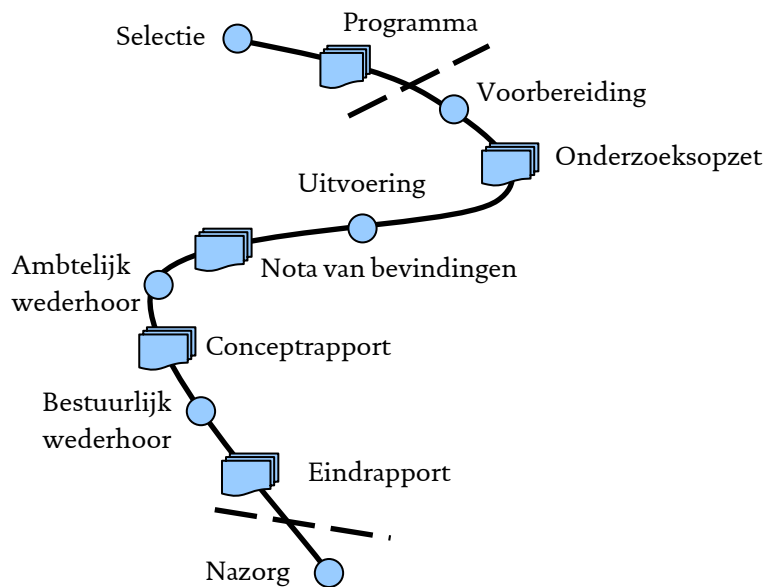 Programma
Selectie
Voorbereiding
Onderzoeksopzet
Uitvoering
Nota van bevindingen
Ambtelijk
wederhoor
Conceptrapport
Bestuurlijk
wederhoor
Eindrapport
Nazorg